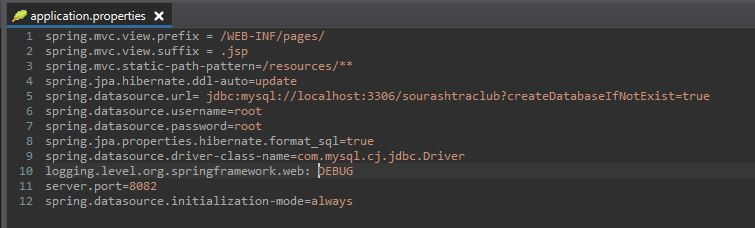 application.properties
1 spring.mvc.view.prefix = /WEB-INF/pages/
2 spring.mvc.view.suffix = .jsp
3 spring.mvc.static-path-pattern=/resources/**
4 spring.jpa.hibernate.ddl-auto=update
5 spring.datasource.url= jdbc:mysql://localhost:3306/sourashtraclub?createDatabaseIfNotExist=true
6 spring.datasource.username=root
7 spring.datasource.password=root
8 spring.jpa.properties.hibernate.format_sql=true
9 spring.datasource.driver-class-name=com.mysql.cj.jdbc.Driver
10 logging.level.org.springframework.web: DEBUG
11 server.port=8082
12 spring.datasource.initialization-mode=always